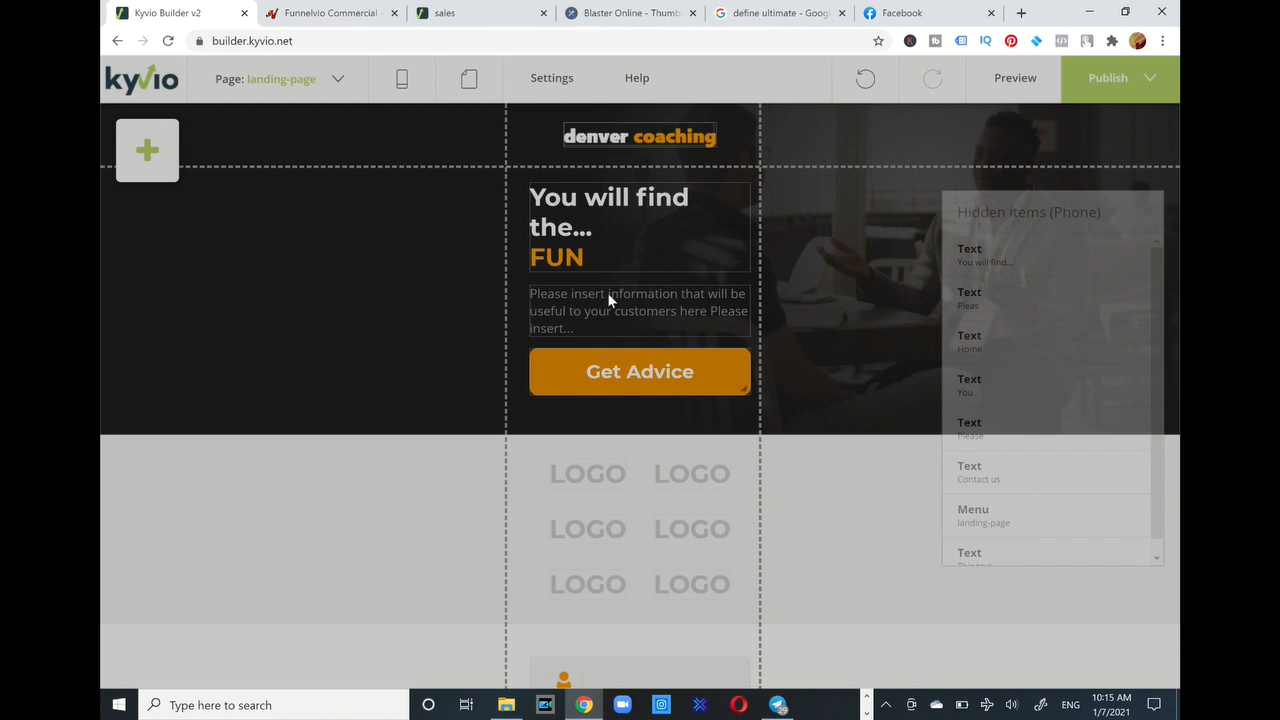 Kyvio Builder v2
Funnelvio Commercial
sales
Blaster Online - Thumb
define ultimate - Goog
Facebook
builder.kyvio.net
kyvio
Page: landing-page
Settings
Help
Preview
Publish
denver coaching
You will find
the...
FUN
Please insert information that will be
useful to your customers here Please
insert...
Get Advice
Hidden items (Phone)
Text
You will find...
Text
Pleas
Text
Home
Text
You
Text
Please
Text
Contact us
Menu
landing-page
Text
This text
LOGO LOGO
LOGO LOGO
LOGO LOGO
Type here to search
ENG
10:15 AM
1/7/2021